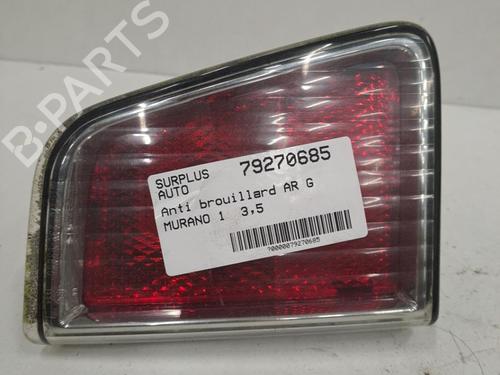 B-PARTS
SURPLUS AUTO 79270685
Anti brouillard AR G
MURANO 1 3,5
70000079270685